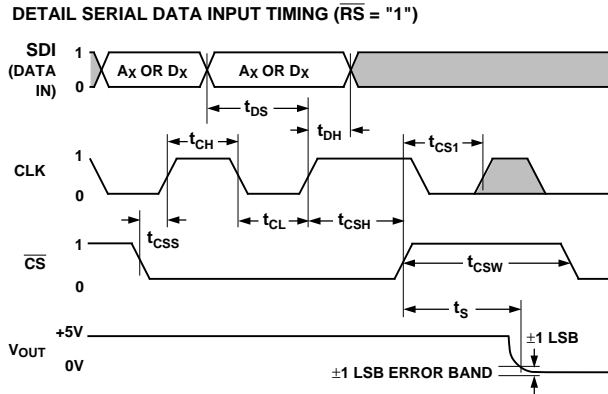 DETAIL SERIAL DATA INPUT TIMING (RS = "1")
SDI
(DATA
IN)
1
0
AX OR DX
AX OR DX
tDS
tDH
tCH
tCS1
CLK
1
0
tCSS
tCL
tCSH
CS
1
0
tCSW
tS
VOUT
+5V
0V
±1 LSB
±1 LSB ERROR BAND